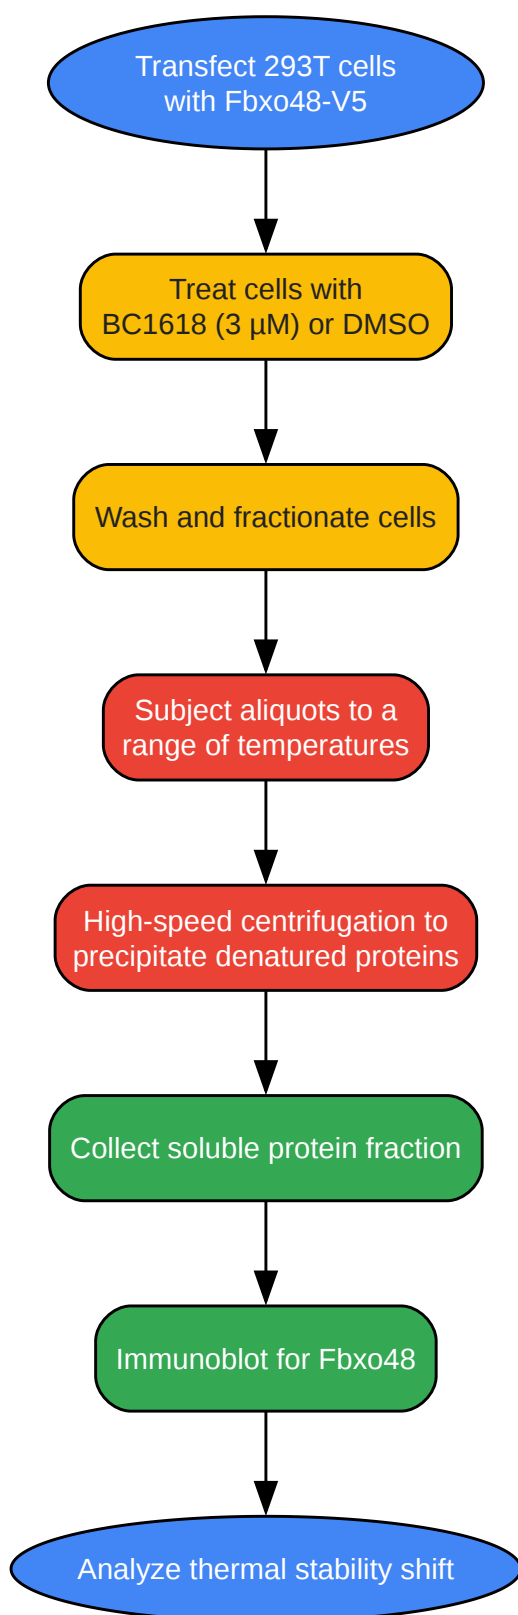 Transfect 293T cells
with Fbxo48-V5
Treat cells with
BC1618 (3 µM) or DMSO
Wash and fractionate cells
Subject aliquots to a
range of temperatures
High-speed centrifugation to
precipitate denatured proteins
Collect soluble protein fraction
Immunoblot for Fbxo48
Analyze thermal stability shift